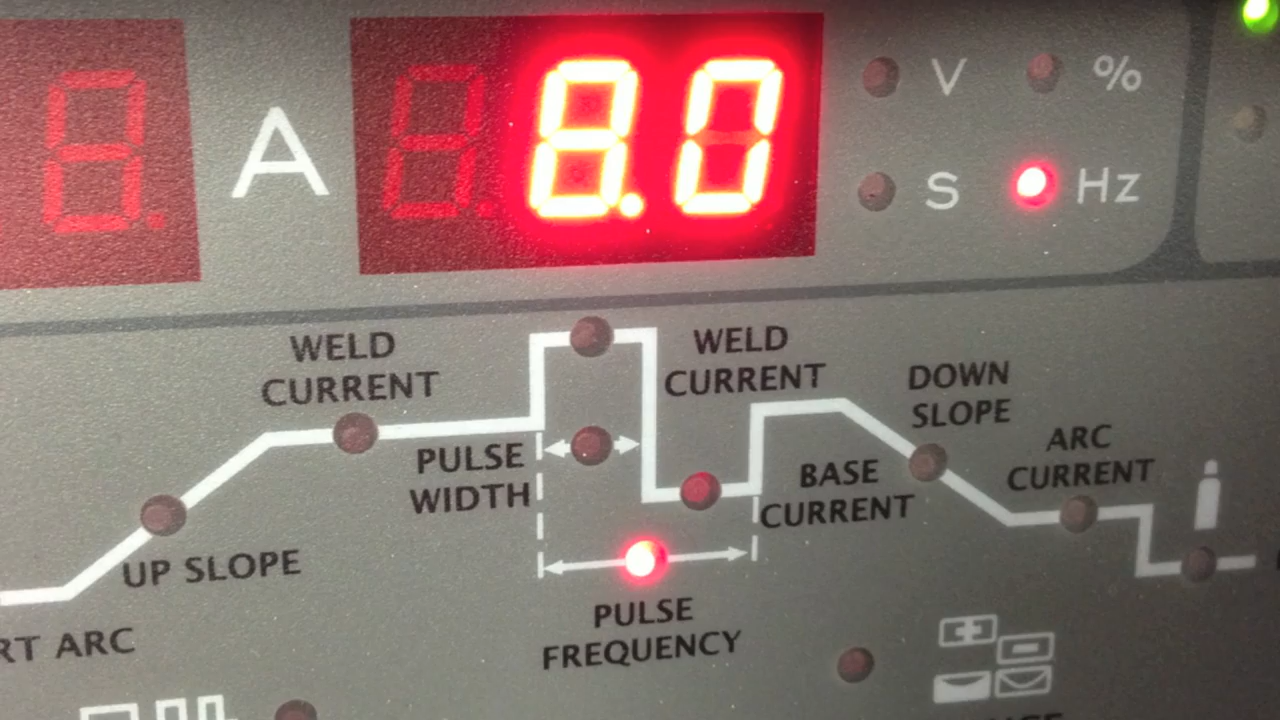 A
8.0
V
%
S
Hz
WELD
CURRENT
WELD
CURRENT
DOWN
SLOPE
PULSE
WIDTH
BASE
CURRENT
ARC
CURRENT
UP SLOPE
PULSE
FREQUENCY
RT ARC